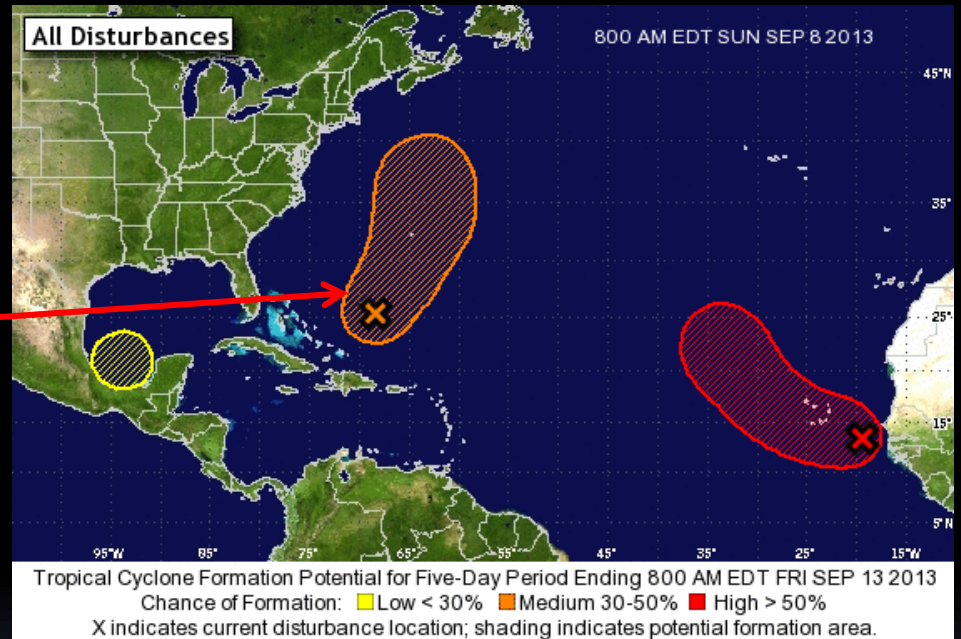 All Disturbances
800 AM EDT SUN SEP 8 2013
45°N
35°
25°
15°
5°N
95°W 85° 75° 65° 55° 45° 35° 25° 15°W
Tropical Cyclone Formation Potential for Five-Day Period Ending 800 AM EDT FRI SEP 13 2013
Chance of Formation: Low < 30% Medium 30-50% High > 50%
X indicates current disturbance location; shading indicates potential formation area.